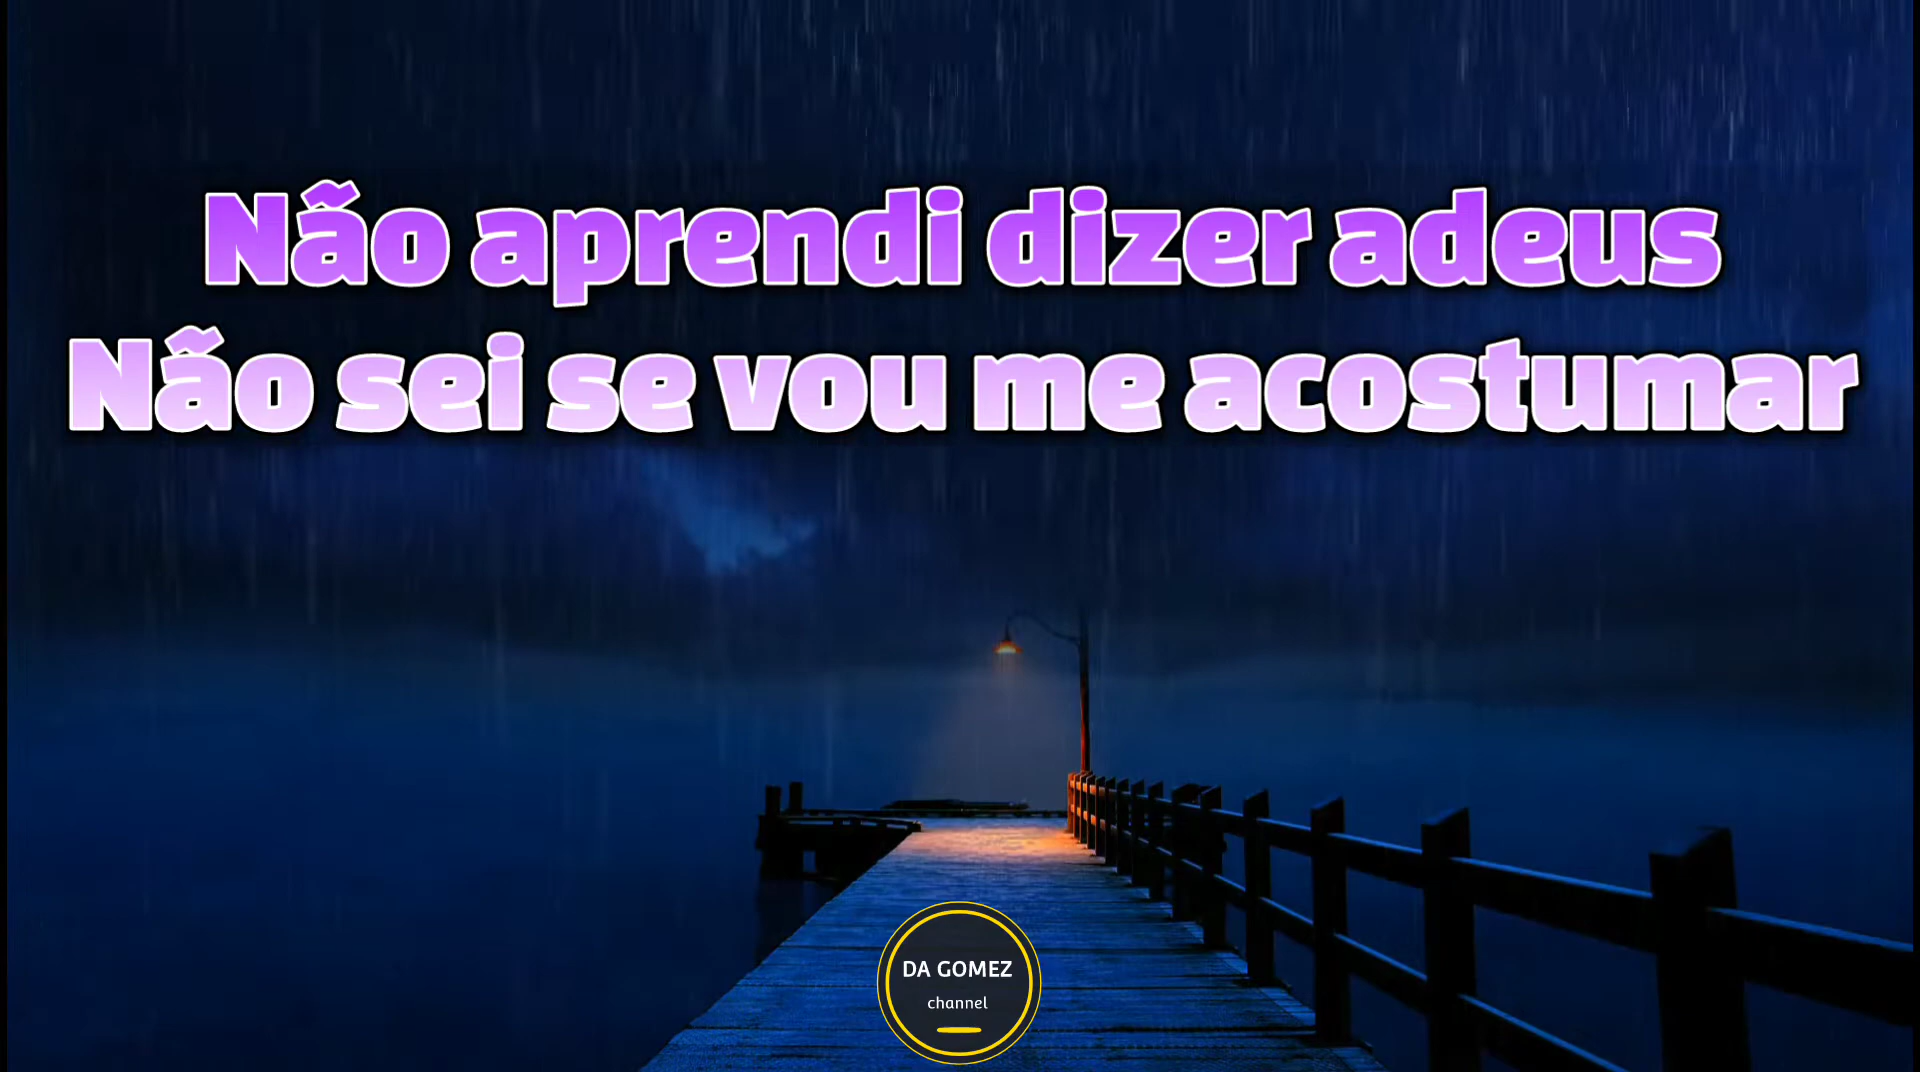 Não aprendi dizer adeus
Não sei se vou me acostumar
DA GOMEZ
channel